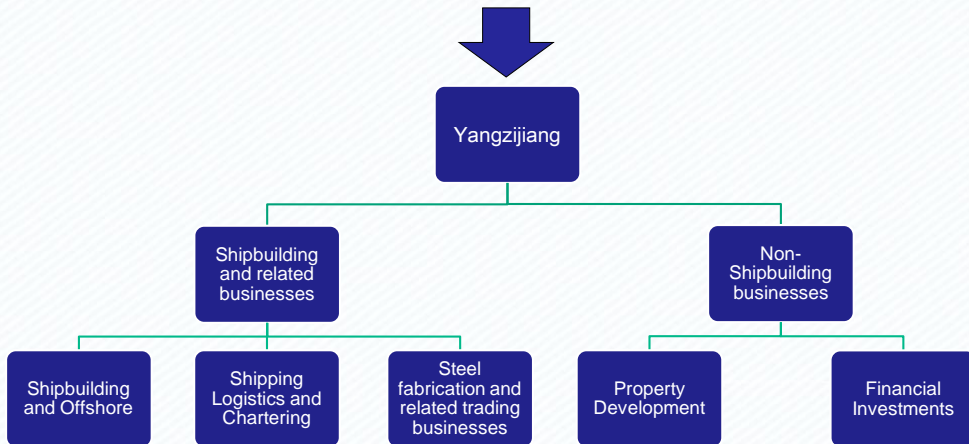 Yangzijiang
Shipbuilding
and related
businesses
Non-
Shipbuilding
businesses
Shipbuilding
and Offshore
Shipping
Logistics and
Chartering
Steel
fabrication and
related trading
businesses
Property
Development
Financial
Investments